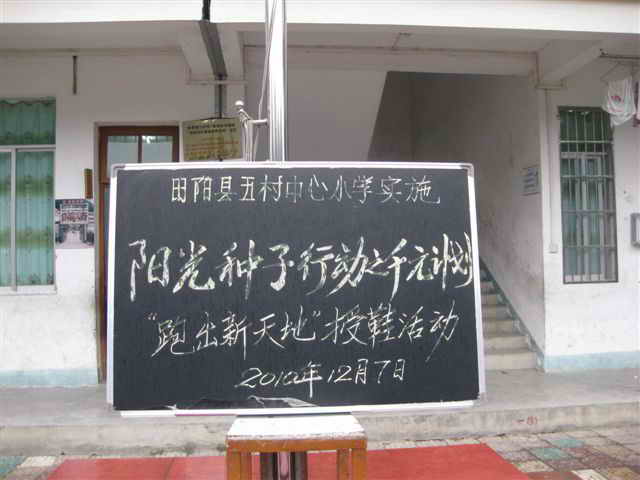 田阳县五村中心小学实施
阳光种子行动之千元计划
"跑出新天地"授鞋活动
2010年12月7日